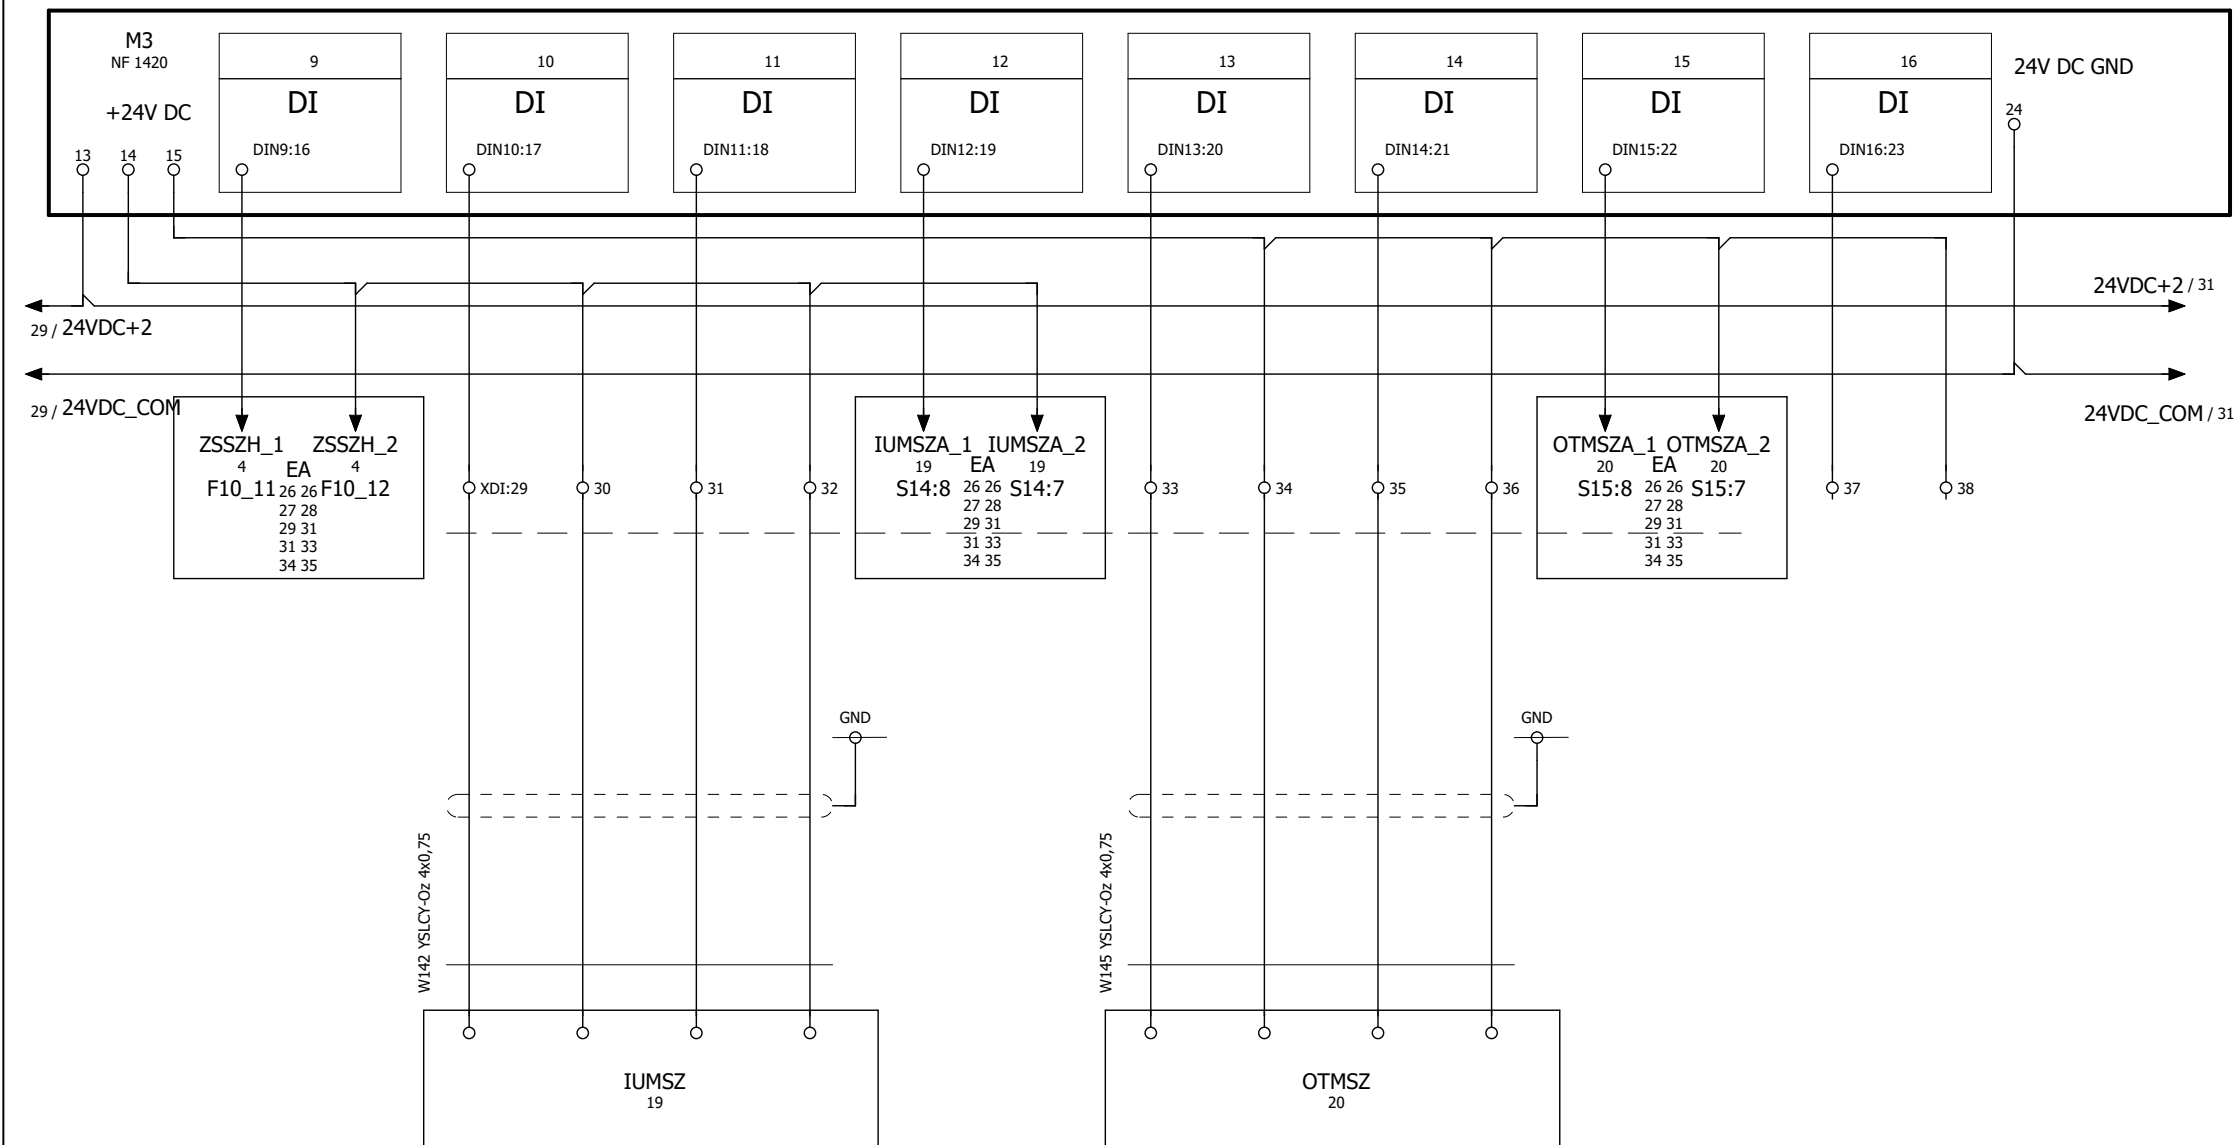 M3
NF 1420
+24V DC
13 14 15
9 DI DIN9:16
10 DI DIN10:17
11 DI DIN11:18
12 DI DIN12:19
13 DI DIN13:20
14 DI DIN14:21
15 DI DIN15:22
16 DI DIN16:23
24V DC GND
24
24VDC+2 / 31
29 / 24VDC+2
29 / 24VDC_COM
24VDC_COM / 31
ZSSZH_1 ZSSZH_2
4 EA 4
F10_11 26 26 F10_12
27 28
29 31
31 33
34 35
IUMSZA_1 IUMSZA_2
19 EA 19
S14:8 26 26 S14:7
27 28
29 31
31 33
34 35
OTMSZA_1 OTMSZA_2
20 EA 20
S15:8 26 26 S15:7
27 28
29 31
31 33
34 35
XDI:29 30 31 32 33 34 35 36 37 38
GND GND
W142 YSLCY-Oz 4x0,75
W145 YSLCY-Oz 4x0,75
IUMSZ
19
OTMSZ
20